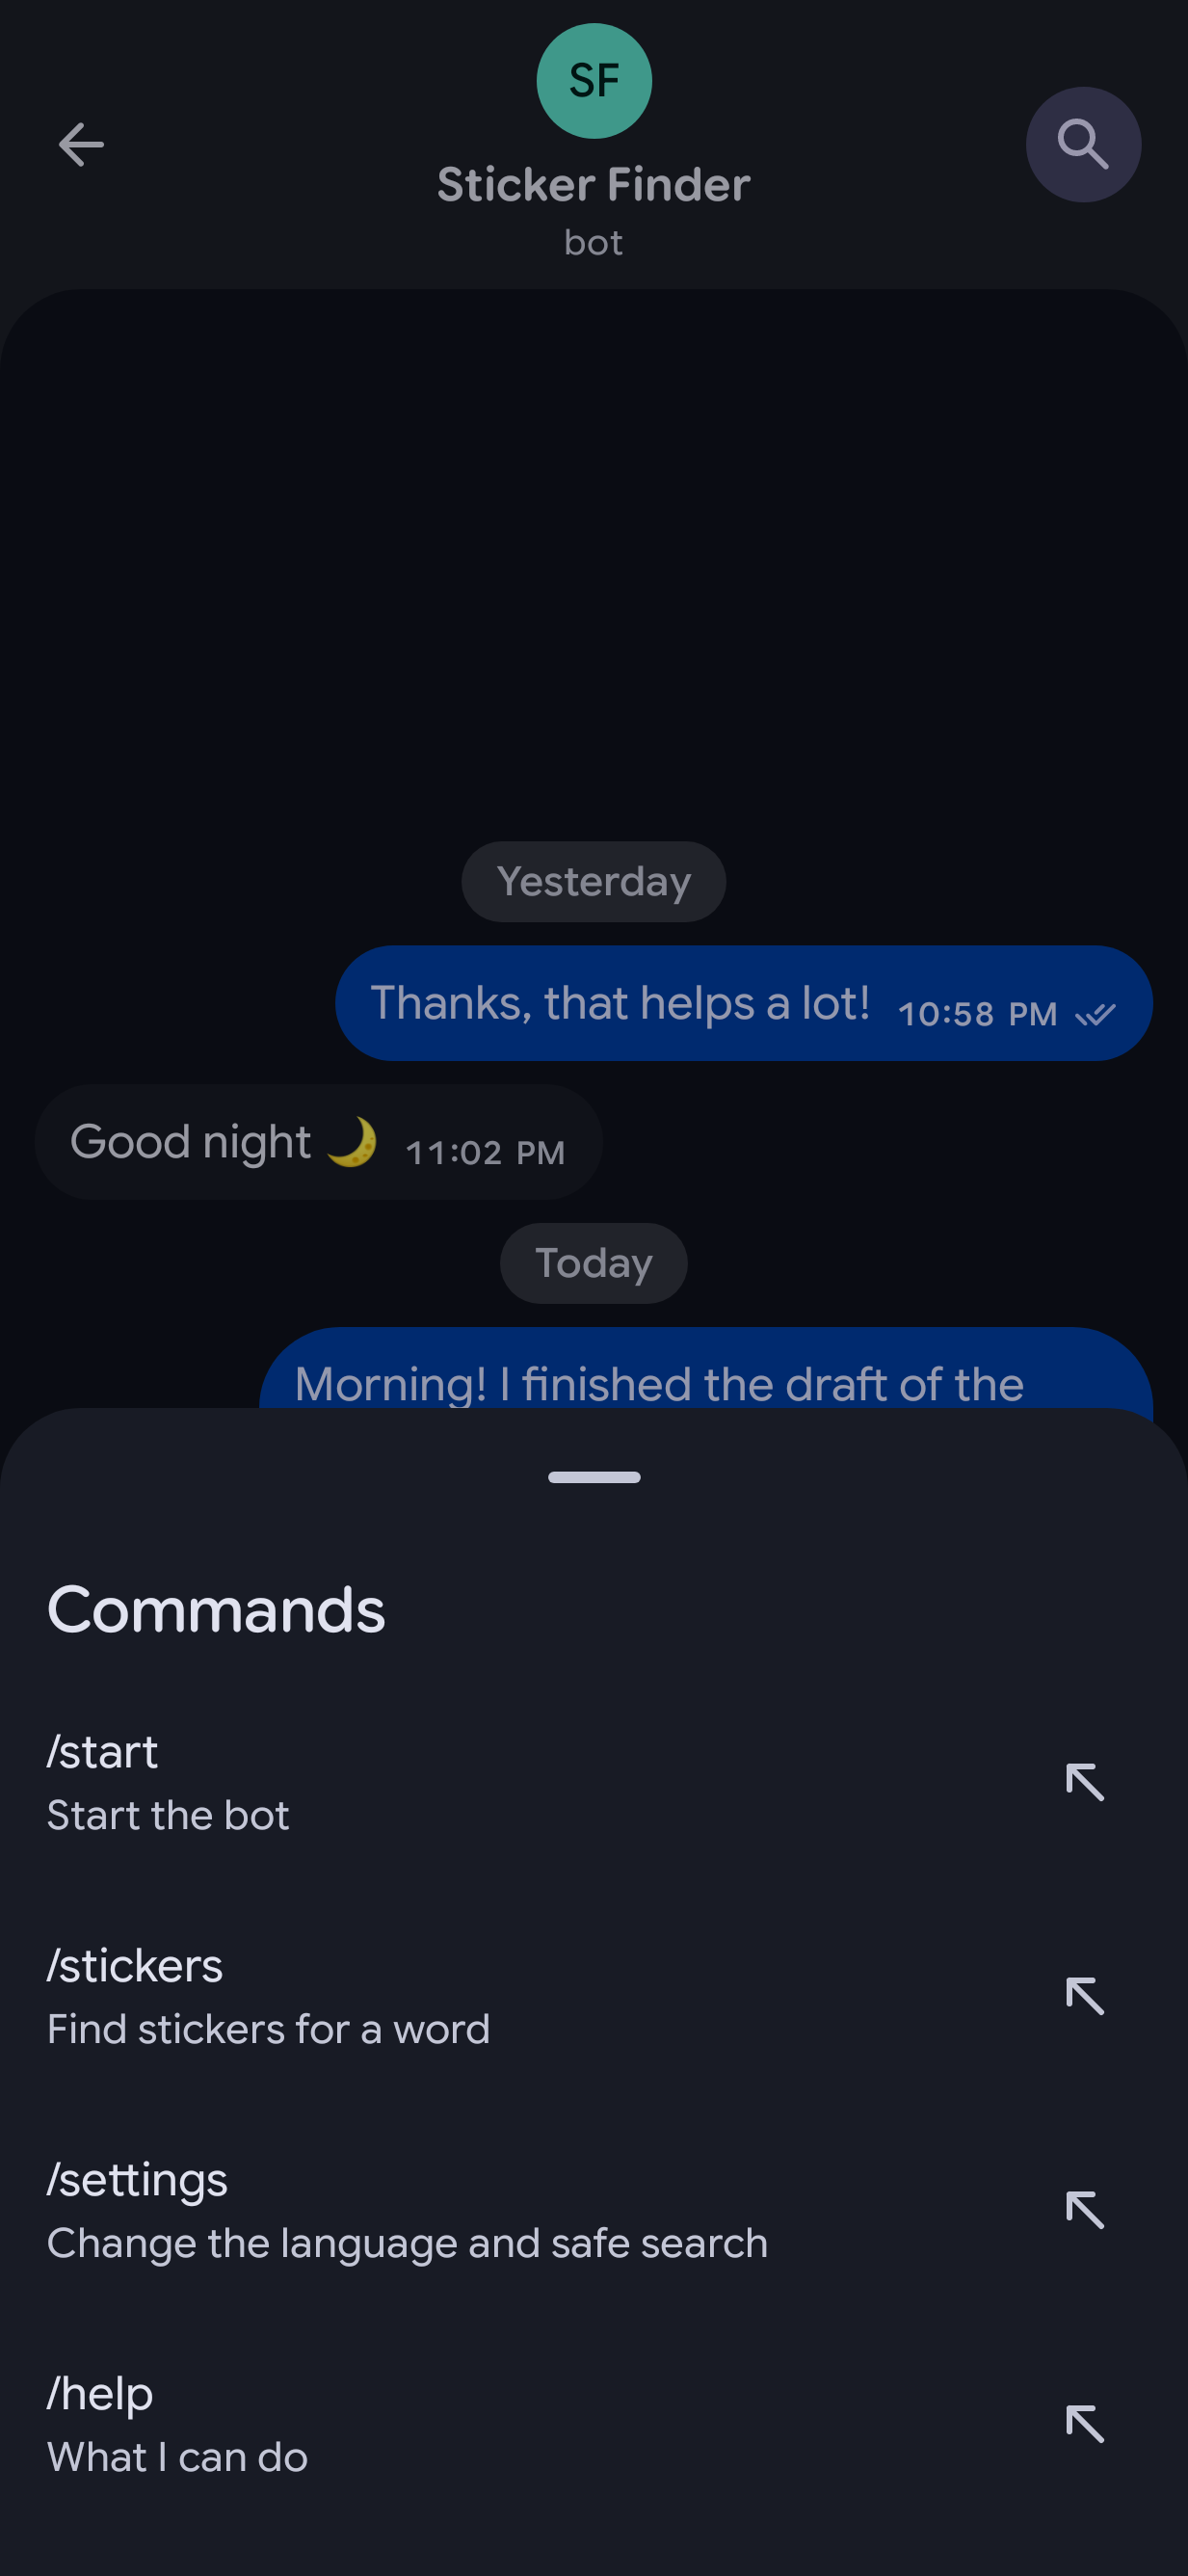 SF
Sticker Finder
bot
Yesterday
Thanks, that helps a lot! 10:58 PM
Good night 🌙 11:02 PM
Today
Morning! I finished the draft of the
Commands
/start
Start the bot
/stickers
Find stickers for a word
/settings
Change the language and safe search
/help
What I can do